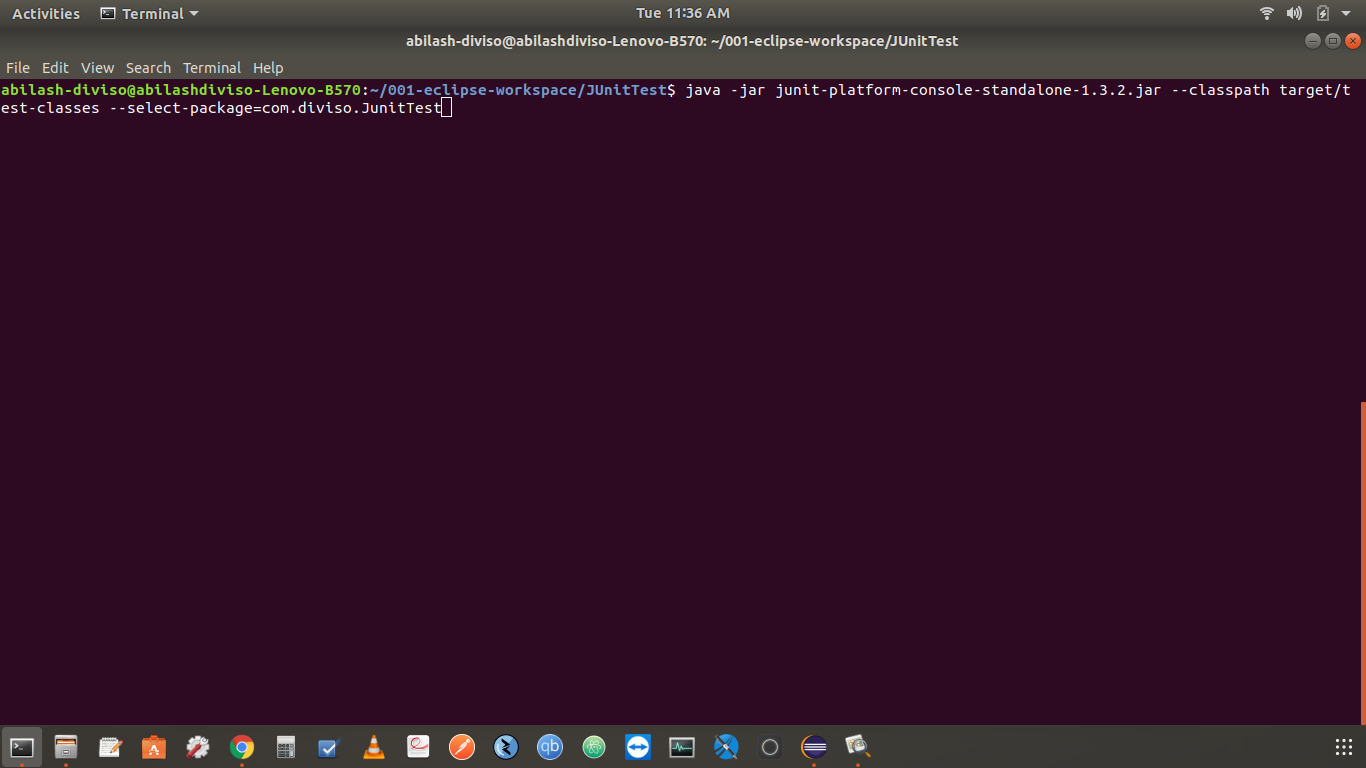 Activities Terminal Tue 11:36 AM
abilash-diviso@abilashdiviso-Lenovo-B570: ~/001-eclipse-workspace/JUnitTest
File Edit View Search Terminal Help
abilash-diviso@abilashdiviso-Lenovo-B570:~/001-eclipse-workspace/JUnitTest$ java -jar junit-platform-console-standalone-1.3.2.jar --classpath target/t
est-classes --select-package=com.diviso.JunitTest
qb